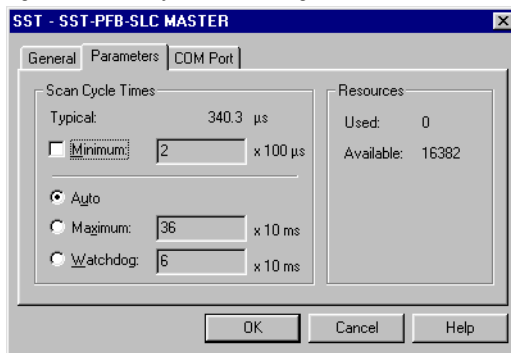 SST - SST-PFB-SLC MASTER
General Parameters COM Port
Scan Cycle Times
Typical: 340.3 µs
Minimum: 2 x 100 µs
Auto
Maximum: 36 x 10 ms
Watchdog: 6 x 10 ms
Resources
Used: 0
Available: 16382
OK Cancel Help